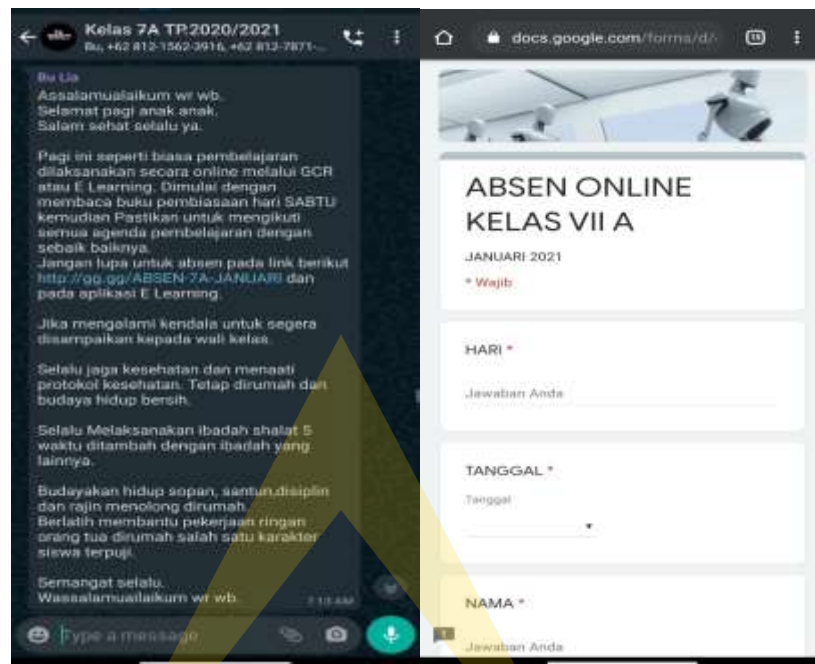 Kelas 7A TP.2020/2021
Bu, +62 812-1562-3916, +62 812-7871-...
Bu Lia
Assalamualaikum wr wb.
Selamat pagi anak anak.
Salam sehat selalu ya.
Pagi ini seperti biasa pembelajaran
dilaksanakan secara online melalui GCR
atau E Learning. Dimulai dengan
membaca buku pembiasaan hari SABTU
kemudian Pastikan untuk mengikuti
semua agenda pembelajaran dengan
sebaik baiknya.
Jangan lupa untuk absen pada link berikut
http://gg.gg/ABSEN-7A-JANUARI dan
pada aplikasi E Learning.
Jika mengalami kendala untuk segera
disampaikan kepada wali kelas.
Selalu jaga kesehatan dan menaati
protokol kesehatan. Tetap dirumah dan
budaya hidup bersih.
Selalu Melaksanakan ibadah shalat 5
waktu ditambah dengan ibadah yang
lainnya.
Budayakan hidup sopan, santun,disiplin
dan rajin menolong dirumah.
Berlatih membantu pekerjaan ringan
orang tua dirumah salah satu karakter
siswa terpuji.
Semangat selalu.
Wassalamuailaikum wr wb.
7:13 AM
Type a message
docs.google.com/forms/d/
ABSEN ONLINE
KELAS VII A
JANUARI 2021
* Wajib
HARI *
Jawaban Anda
TANGGAL *
Tanggal
NAMA *
Jawaban Anda